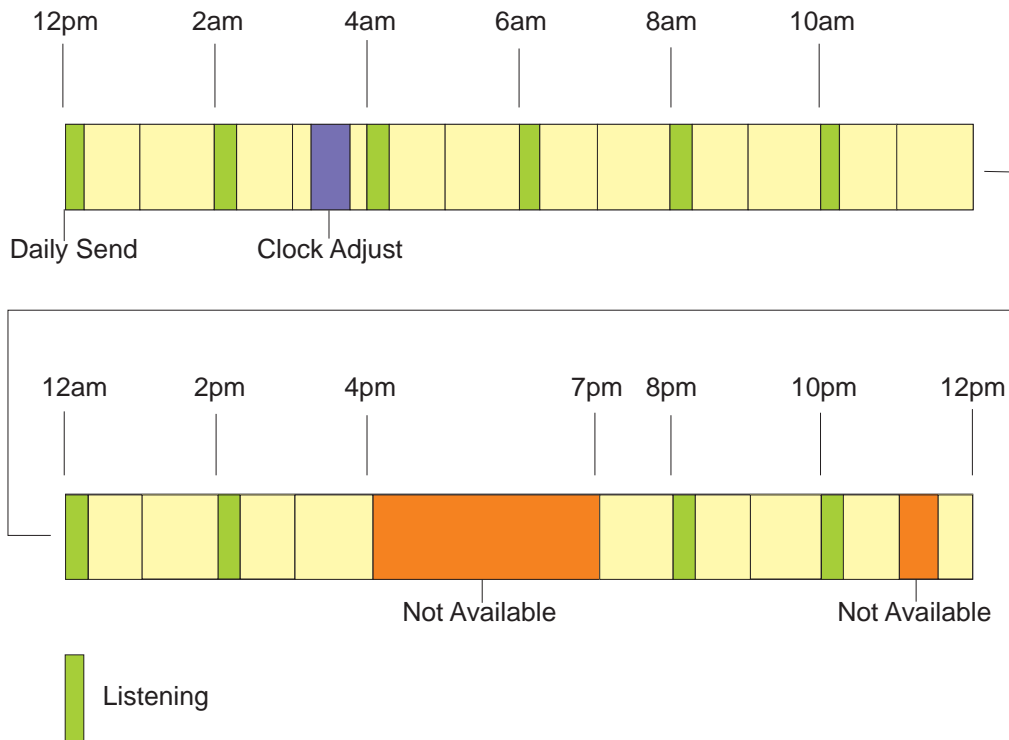 12pm 2am 4am 6am 8am 10am
Daily Send Clock Adjust
12am 2pm 4pm 7pm 8pm 10pm 12pm
Not Available Not Available
Listening